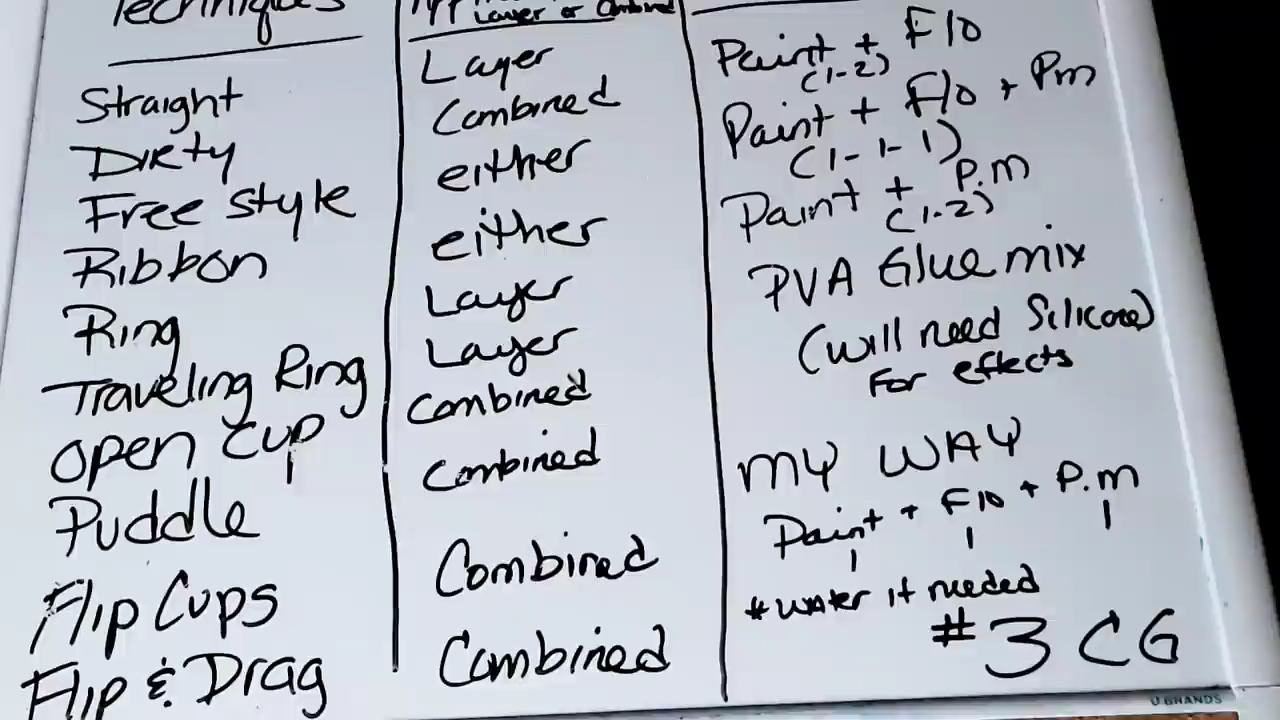 Techniques
Layer or Combined
Straight
Dirty
Free style
Ribbon
Ring
Traveling Ring
Open Cup
Puddle
Flip Cups
Flip & Drag
Layer
Combined
either
either
Layer
Layer
Combined
Combined
Combined
Combined
Paint + Flo
(1-2)
Paint + Flo + Pm
(1-1-1)
Paint + P.m
(1-2)
PVA Glue mix
(will need Silicone)
For effects
MY WAY
Paint + Flo + P.m
1 1 1
#water if needed
#3 CG
U BRANDS